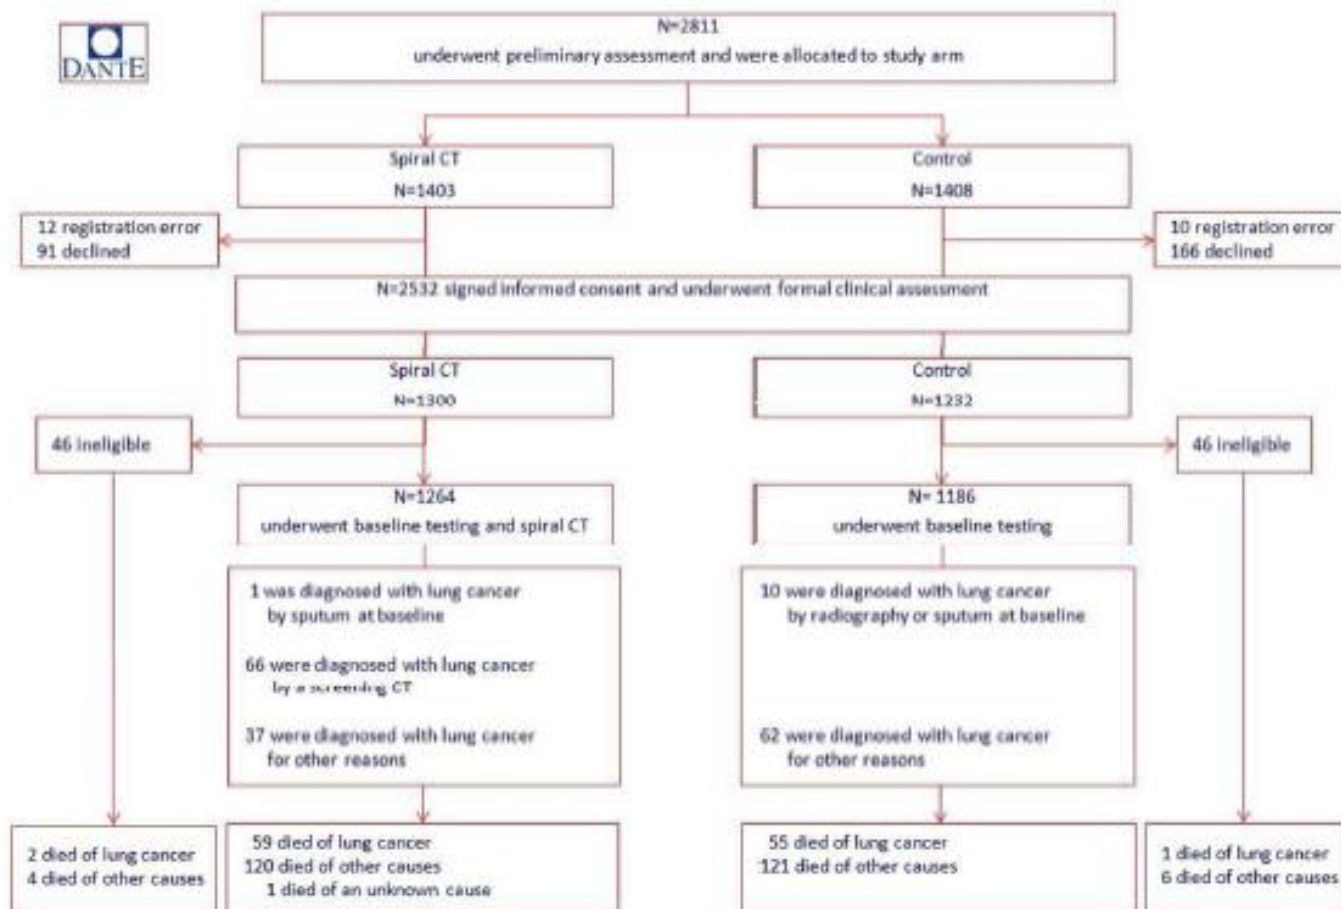 DANTE
N=2811
underwent preliminary assessment and were allocated to study arm
Spiral CT
N=1403
Control
N=1408
12 registration error
91 declined
10 registration error
166 declined
N=2532 signed informed consent and underwent formal clinical assessment
Spiral CT
N=1300
Control
N=1232
46 ineligible
46 ineligible
N=1264
underwent baseline testing and spiral CT
N= 1186
underwent baseline testing
1 was diagnosed with lung cancer
by sputum at baseline
66 were diagnosed with lung cancer
by a screening CT
37 were diagnosed with lung cancer
for other reasons
10 were diagnosed with lung cancer
by radiography or sputum at baseline
62 were diagnosed with lung cancer
for other reasons
2 died of lung cancer
4 died of other causes
59 died of lung cancer
120 died of other causes
1 died of an unknown cause
55 died of lung cancer
121 died of other causes
1 died of lung cancer
6 died of other causes